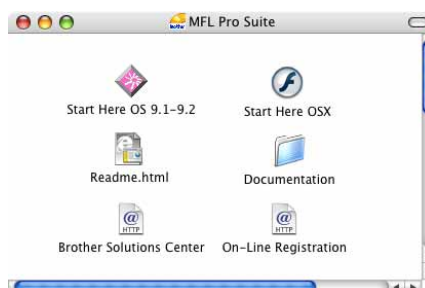 MFL Pro Suite
Start Here OS 9.1-9.2
Start Here OSX
Readme.html
Documentation
@
HTTP
@
HTTP
Brother Solutions Center
On-Line Registration